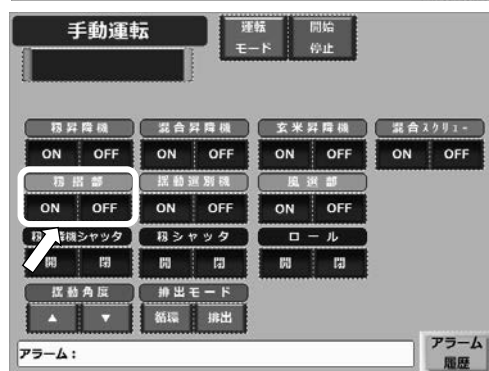 手動運転
運転
モード
開始
停止
籾昇降機
混合昇降機
玄米昇降機
混合スクリュー
ON OFF
ON OFF
ON OFF
ON OFF
籾摺部
揺動選別機
風選部
ON OFF
ON OFF
ON OFF
機シャッタ
籾シャッタ
ロール
開 閉
開 閉
開 閉
揺動角度
排出モード
▲ ▼
循環 排出
アラーム：
アラーム
履歴